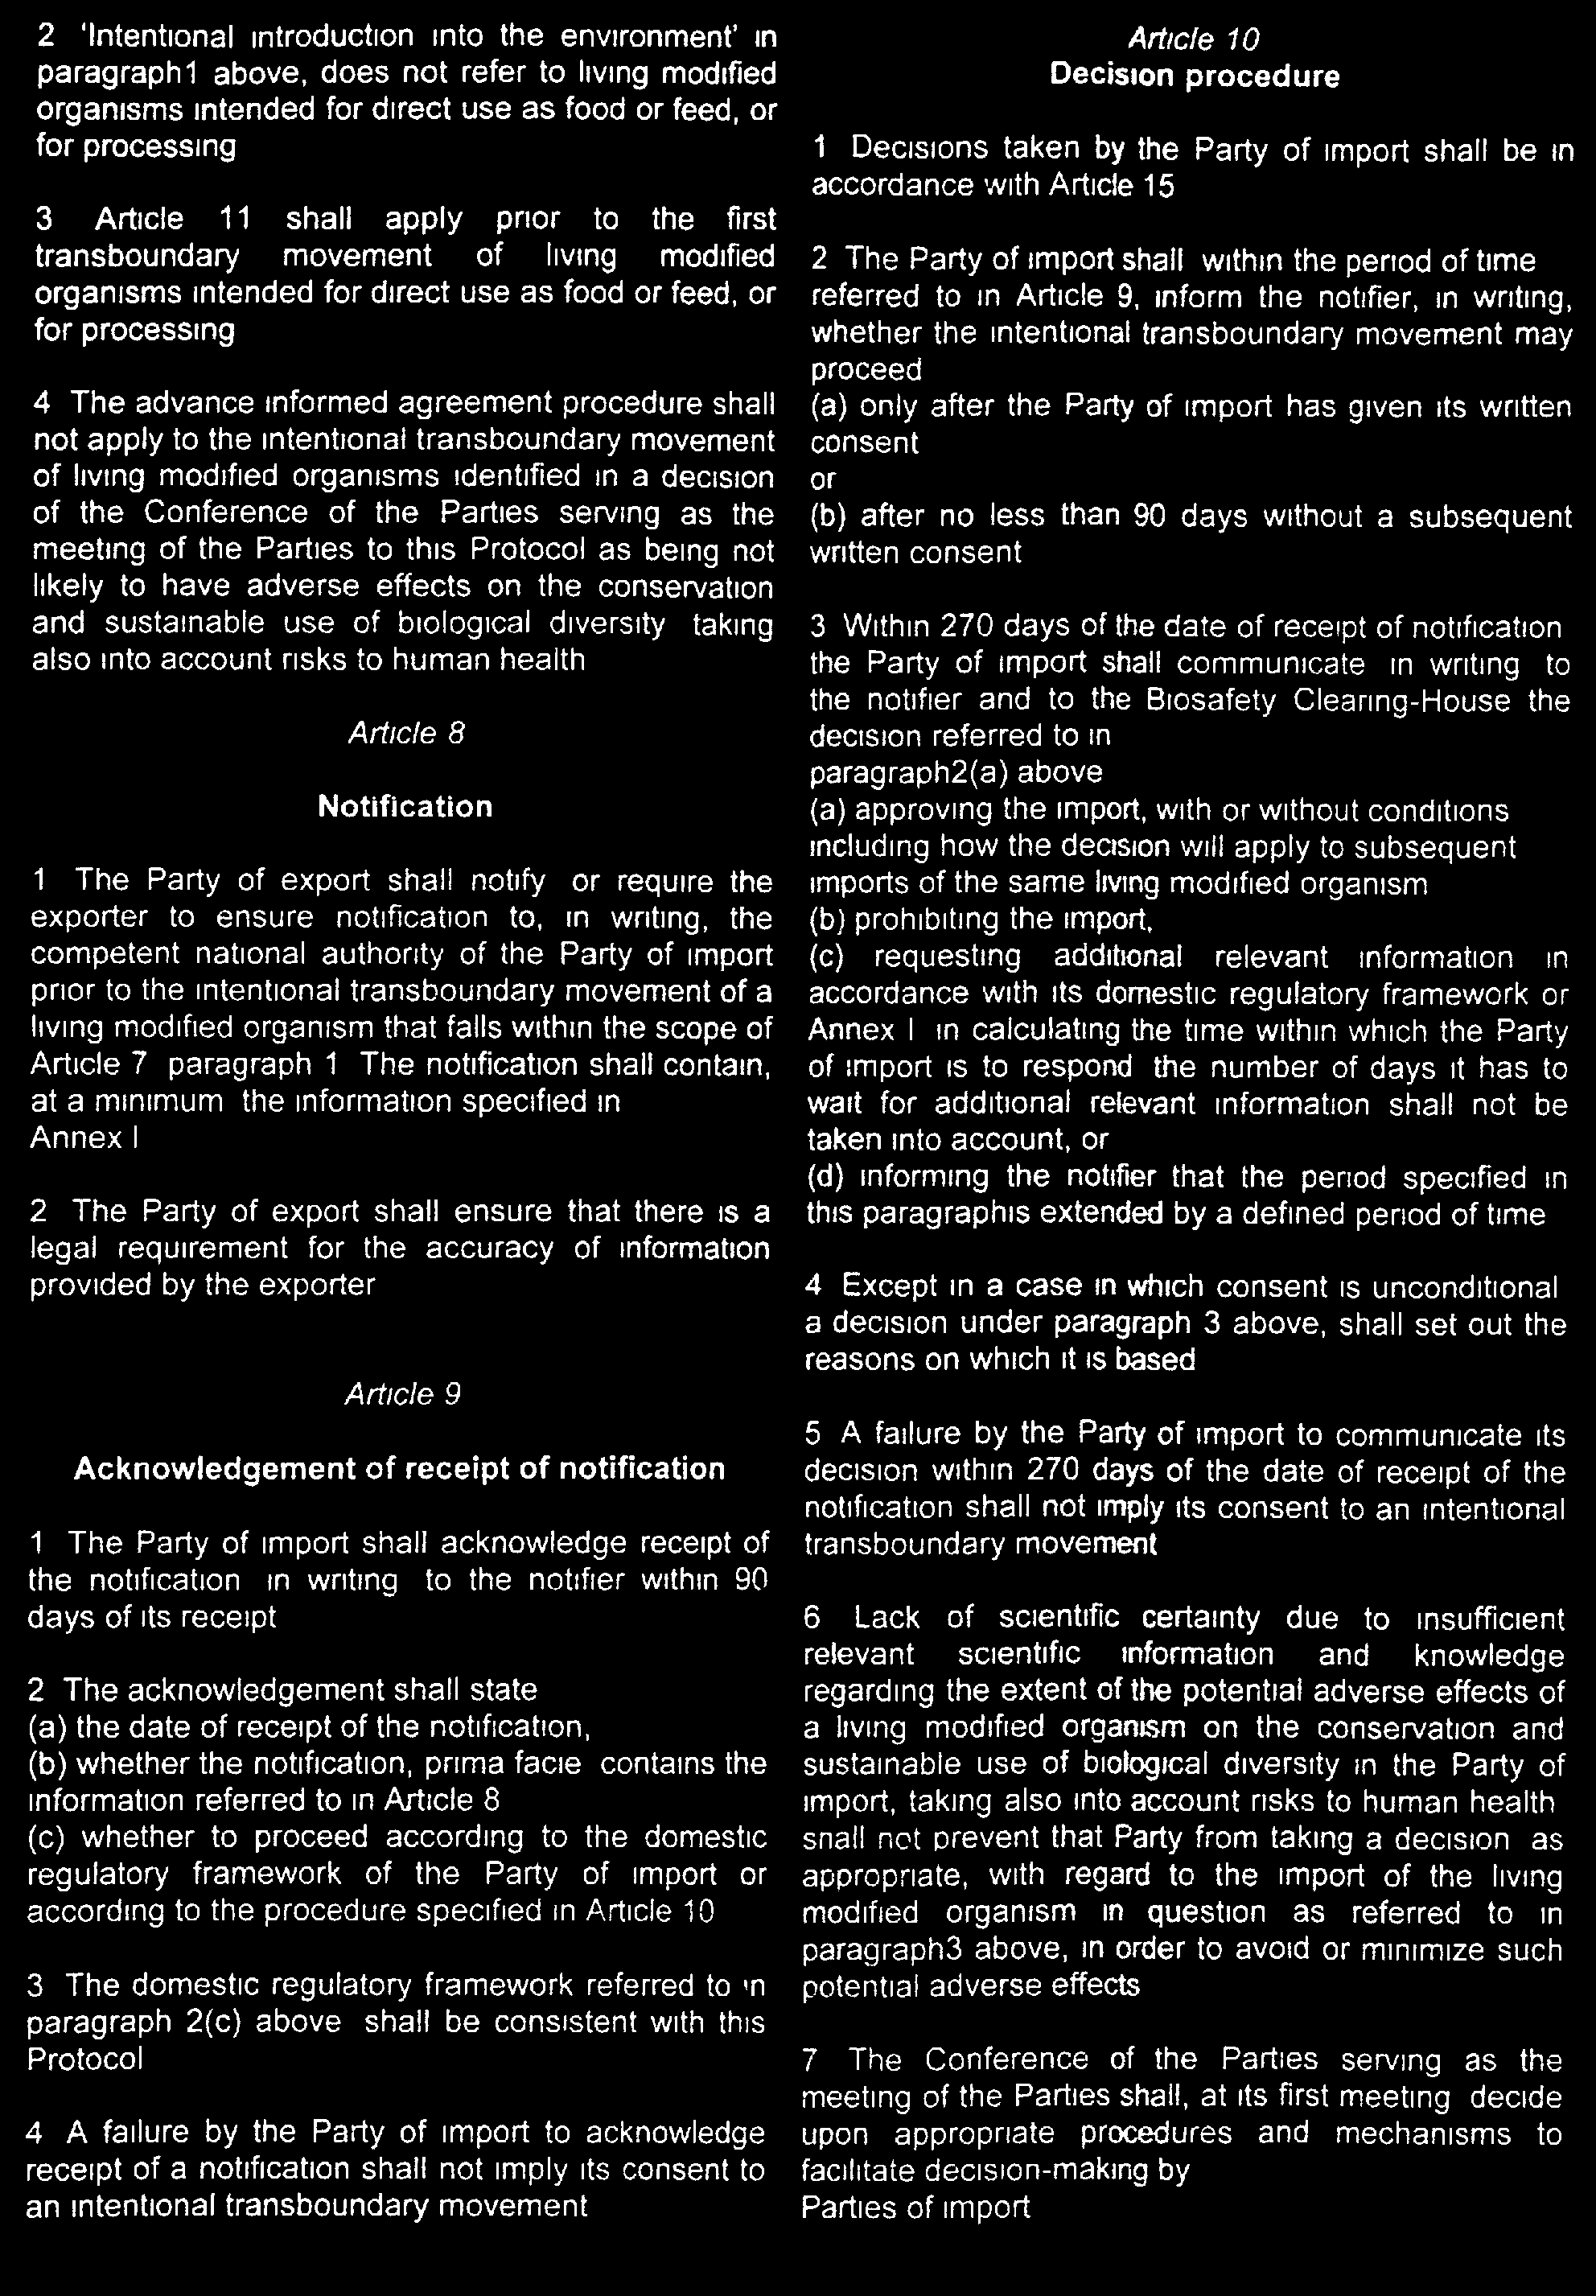 2 'Intentional introduction into the environment' in
paragraph1 above, does not refer to living modified
organisms intended for direct use as food or feed, or
for processing
3 Article 11 shall apply prior to the first
transboundary movement of living modified
organisms intended for direct use as food or feed, or
for processing
4 The advance informed agreement procedure shall
not apply to the intentional transboundary movement
of living modified organisms identified in a decision
of the Conference of the Parties serving as the
meeting of the Parties to this Protocol as being not
likely to have adverse effects on the conservation
and sustainable use of biological diversity taking
also into account risks to human health
Article 8
Notification
1 The Party of export shall notify or require the
exporter to ensure notification to, in writing, the
competent national authority of the Party of import
prior to the intentional transboundary movement of a
living modified organism that falls within the scope of
Article 7 paragraph 1 The notification shall contain,
at a minimum the information specified in
Annex I
2 The Party of export shall ensure that there is a
legal requirement for the accuracy of information
provided by the exporter
Article 9
Acknowledgement of receipt of notification
1 The Party of import shall acknowledge receipt of
the notification in writing to the notifier within 90
days of its receipt
2 The acknowledgement shall state
(a) the date of receipt of the notification,
(b) whether the notification, prima facie contains the
information referred to in Article 8
(c) whether to proceed according to the domestic
regulatory framework of the Party of import or
according to the procedure specified in Article 10
3 The domestic regulatory framework referred to in
paragraph 2(c) above shall be consistent with this
Protocol
4 A failure by the Party of import to acknowledge
receipt of a notification shall not imply its consent to
an intentional transboundary movement
Article 10
Decision procedure
1 Decisions taken by the Party of import shall be in
accordance with Article 15
2 The Party of import shall within the period of time
referred to in Article 9, inform the notifier, in writing,
whether the intentional transboundary movement may
proceed
(a) only after the Party of import has given its written
consent
or
(b) after no less than 90 days without a subsequent
written consent
3 Within 270 days of the date of receipt of notification
the Party of import shall communicate in writing to
the notifier and to the Biosafety Clearing-House the
decision referred to in
paragraph2(a) above
(a) approving the import, with or without conditions
including how the decision will apply to subsequent
imports of the same living modified organism
(b) prohibiting the import,
(c) requesting additional relevant information in
accordance with its domestic regulatory framework or
Annex I in calculating the time within which the Party
of import is to respond the number of days it has to
wait for additional relevant information shall not be
taken into account, or
(d) informing the notifier that the period specified in
this paragraphis extended by a defined period of time
4 Except in a case in which consent is unconditional
a decision under paragraph 3 above, shall set out the
reasons on which it is based
5 A failure by the Party of import to communicate its
decision within 270 days of the date of receipt of the
notification shall not imply its consent to an intentional
transboundary movement
6 Lack of scientific certainty due to insufficient
relevant scientific information and knowledge
regarding the extent of the potential adverse effects of
a living modified organism on the conservation and
sustainable use of biological diversity in the Party of
import, taking also into account risks to human health
shall not prevent that Party from taking a decision as
appropriate, with regard to the import of the living
modified organism in question as referred to in
paragraph3 above, in order to avoid or minimize such
potential adverse effects
7 The Conference of the Parties serving as the
meeting of the Parties shall, at its first meeting decide
upon appropriate procedures and mechanisms to
facilitate decision-making by
Parties of import